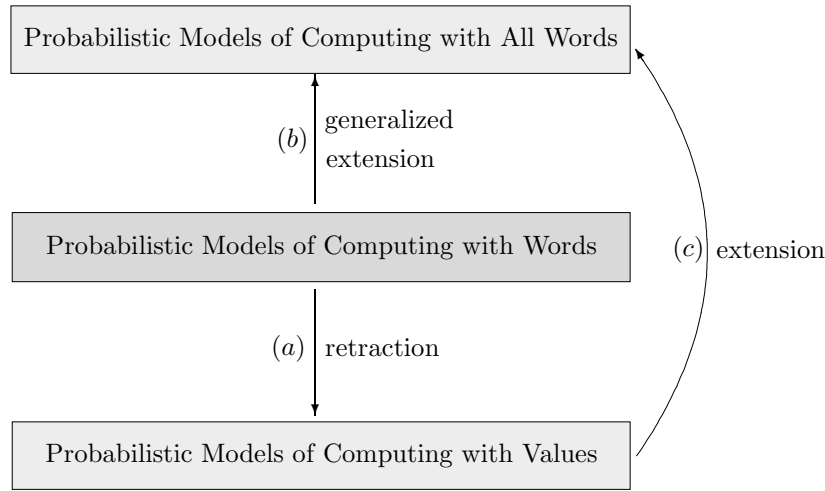 Probabilistic Models of Computing with All Words
(b) generalized
extension
Probabilistic Models of Computing with Words
(c) extension
(a) retraction
Probabilistic Models of Computing with Values